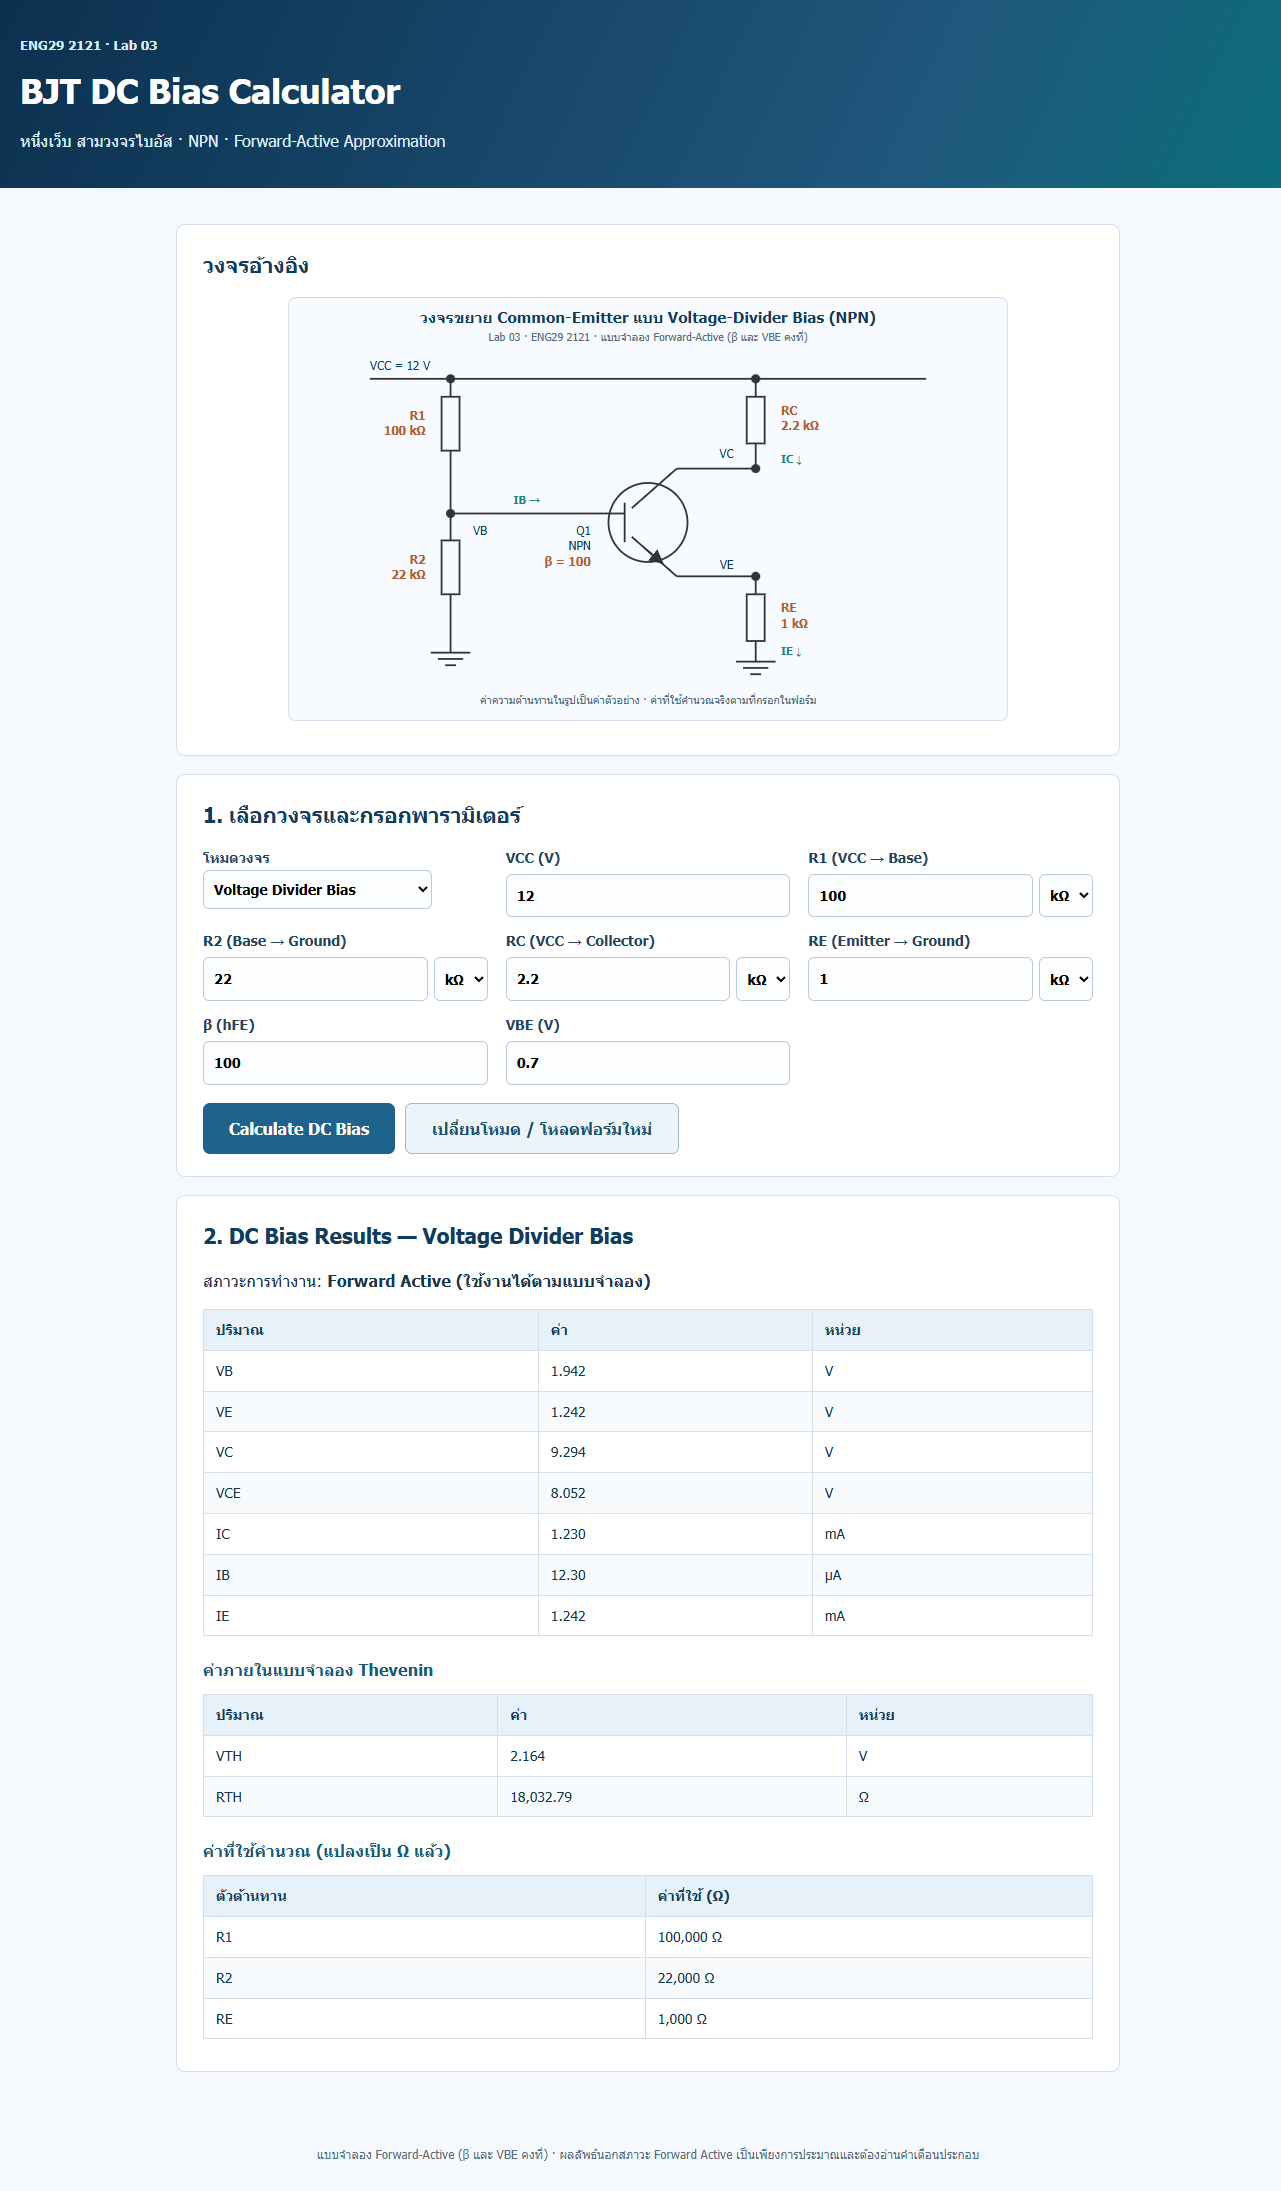 ENG29 2121 · Lab 03
BJT DC Bias Calculator
หนึ่งเว็บ สามวงจรไบอัส · NPN · Forward-Active Approximation
วงจรอ้างอิง
วงจรขยาย Common-Emitter แบบ Voltage-Divider Bias (NPN)
Lab 03 · ENG29 2121 · แบบจำลอง Forward-Active (β และ VBE คงที่)
VCC = 12 V
R1
100 kΩ
RC
2.2 kΩ
VC
IC ↓
IB →
VB
Q1
NPN
β = 100
R2
22 kΩ
VE
RE
1 kΩ
IE ↓
ค่าความต้านทานในรูปเป็นค่าตัวอย่าง · ค่าที่ใช้คำนวณจริงตามที่กรอกในฟอร์ม
1. เลือกวงจรและกรอกพารามิเตอร์
โหมดวงจร VCC (V) R1 (VCC → Base)
Voltage Divider Bias 12 100 kΩ
R2 (Base → Ground) RC (VCC → Collector) RE (Emitter → Ground)
22 kΩ 2.2 kΩ 1 kΩ
β (hFE) VBE (V)
100 0.7
Calculate DC Bias เปลี่ยนโหมด / โหลดฟอร์มใหม่
2. DC Bias Results — Voltage Divider Bias
สภาวะการทำงาน: Forward Active (ใช้งานได้ตามแบบจำลอง)
ปริมาณ ค่า หน่วย
VB 1.942 V
VE 1.242 V
VC 9.294 V
VCE 8.052 V
IC 1.230 mA
IB 12.30 µA
IE 1.242 mA
ค่าภายในแบบจำลอง Thevenin
ปริมาณ ค่า หน่วย
VTH 2.164 V
RTH 18,032.79 Ω
ค่าที่ใช้คำนวณ (แปลงเป็น Ω แล้ว)
ตัวต้านทาน ค่าที่ใช้ (Ω)
R1 100,000 Ω
R2 22,000 Ω
RE 1,000 Ω
แบบจำลอง Forward-Active (β และ VBE คงที่) · ผลลัพธ์นอกสภาวะ Forward Active เป็นเพียงการประมาณและต้องอ่านคำเตือนประกอบ